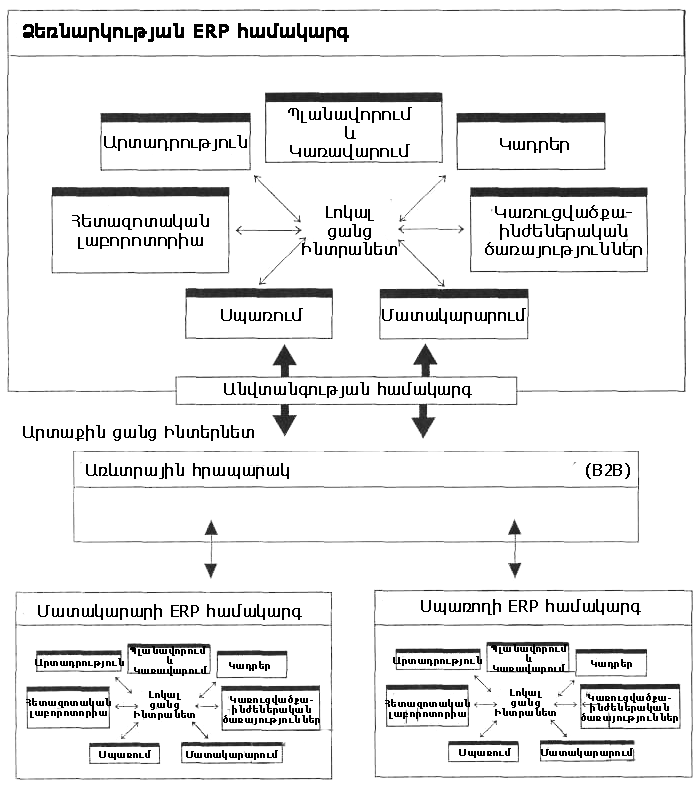 Ձեռնարկության ERP համակարգ
Պլանավորում
և
Կառավարում
Արտադրություն
Կադրեր
Հետազոտական
լաբորոտորիա
Լոկալ
ցանց
Ինտրանետ
Կառուցվածքա-
ինժեներական
ծառայություններ
Սպառում
Մատակարարում
Անվտանգության համակարգ
Արտաքին ցանց Ինտերնետ
Առևտրային հրապարակ (B2B)
Մատակարարի ERP համակարգ
Պլանավորում
և
Կառավարում
Արտադրություն
Կադրեր
Հետազոտական
լաբորոտորիա
Լոկալ
ցանց
Ինտրանետ
Կառուցվածքա-
ինժեներական
ծառայություններ
Սպառում
Մատակարարում
Սպառողի ERP համակարգ
Պլանավորում
և
Կառավարում
Արտադրություն
Կադրեր
Հետազոտական
լաբորոտորիա
Լոկալ
ցանց
Ինտրանետ
Կառուցվածքա-
ինժեներական
ծառայություններ
Սպառում
Մատակարարում